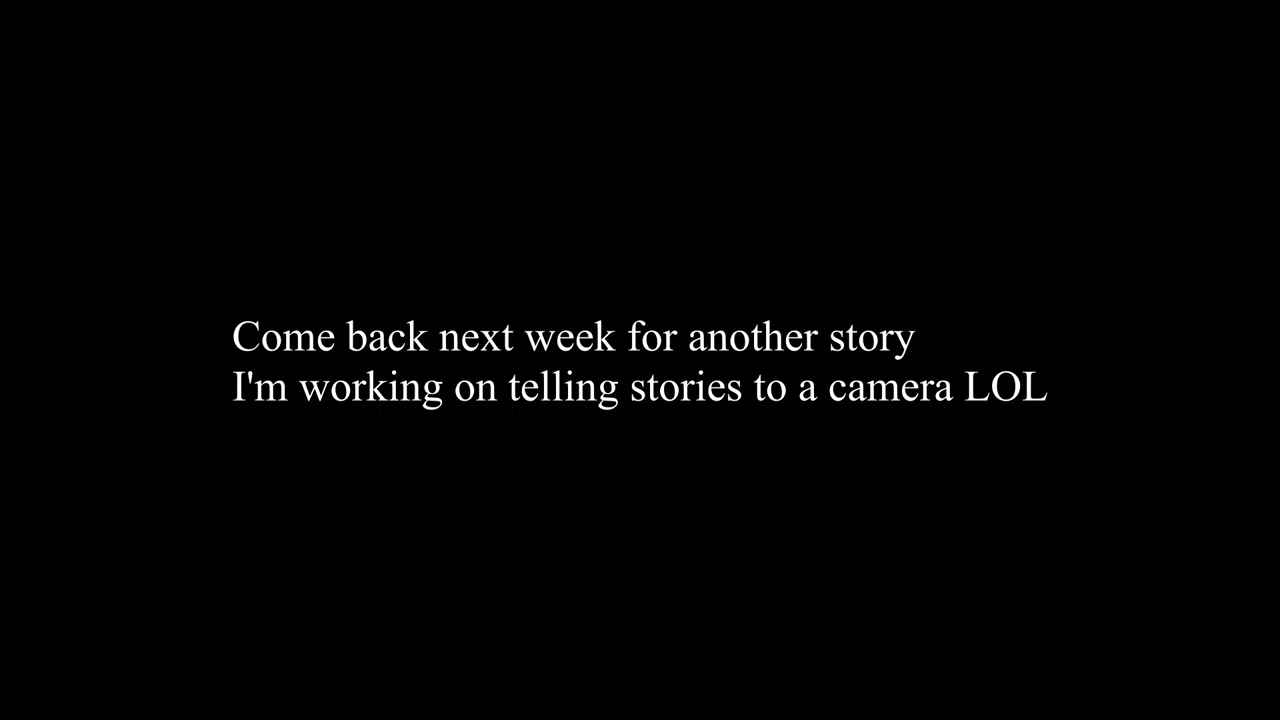 Come back next week for another story
I'm working on telling stories to a camera LOL